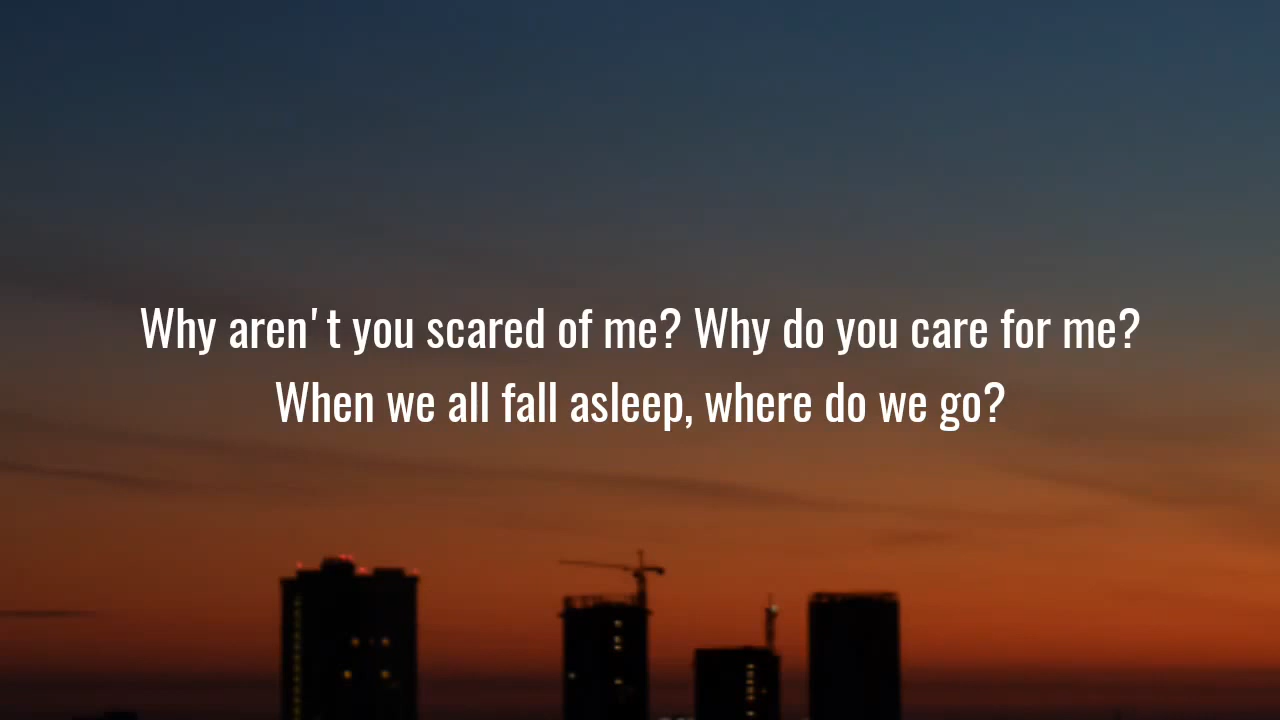 Why aren't you scared of me? Why do you care for me?
When we all fall asleep, where do we go?